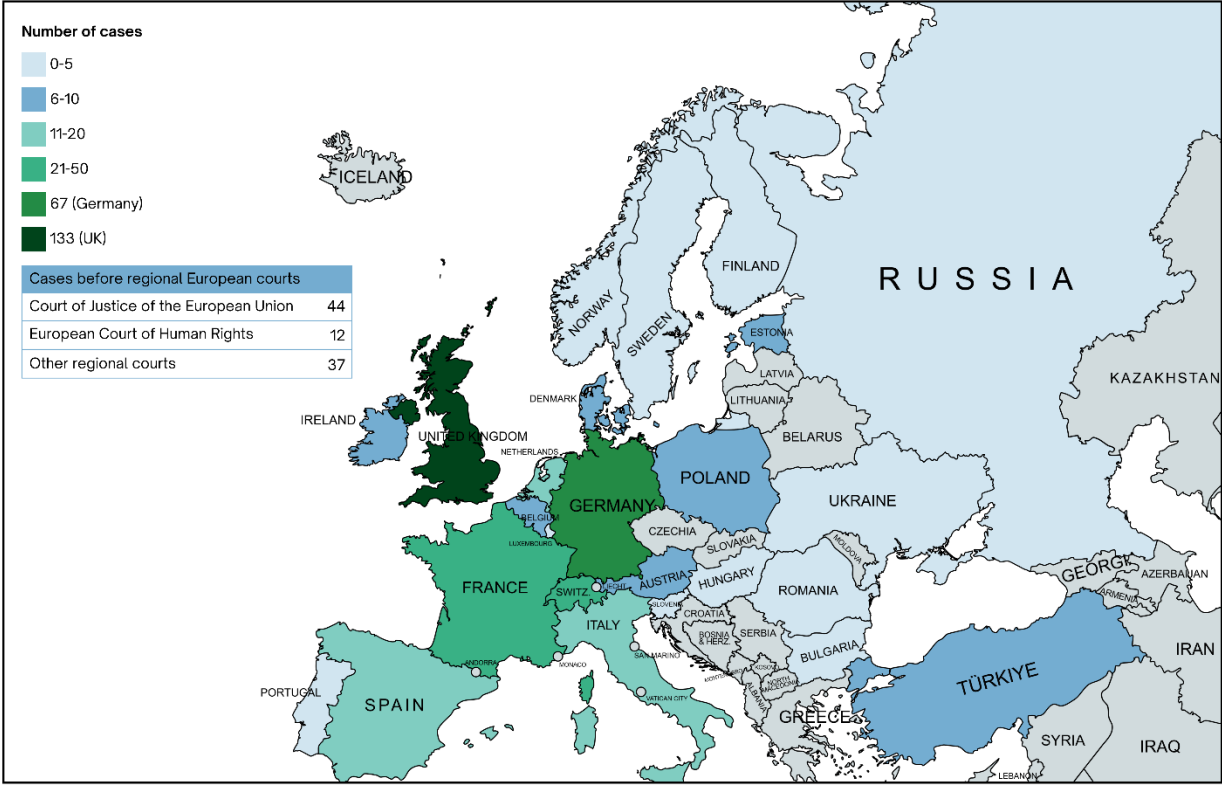 Number of cases
0-5
6-10
11-20
21-50
67 (Germany)
133 (UK)
Cases before regional European courts
Court of Justice of the European Union 44
European Court of Human Rights 12
Other regional courts 37
ICELAND
NORWAY
SWEDEN
FINLAND
RUSSIA
ESTONIA
LATVIA
LITHUANIA
BELARUS
KAZAKHSTAN
DENMARK
IRELAND
UNITED KINGDOM
NETHERLANDS
BELGIUM
LUXEMBOURG
GERMANY
POLAND
UKRAINE
CZECHIA
SLOVAKIA
MOLDOVA
FRANCE
SWITZ.
LIECHT.
AUSTRIA
HUNGARY
ROMANIA
SLOVENIA
CROATIA
ITALY
BOSNIA
& HERZ.
SERBIA
BULGARIA
GEORGI
AZERBAIJAN
ARMENIA
SAN MARINO
MONACO
ANDORRA
VATICAN CITY
KOSOVO
NORTH
MACEDONIA
ALBANIA
GREECE
TÜRKIYE
PORTUGAL
SPAIN
SYRIA
LEBANON
IRAQ
IRAN